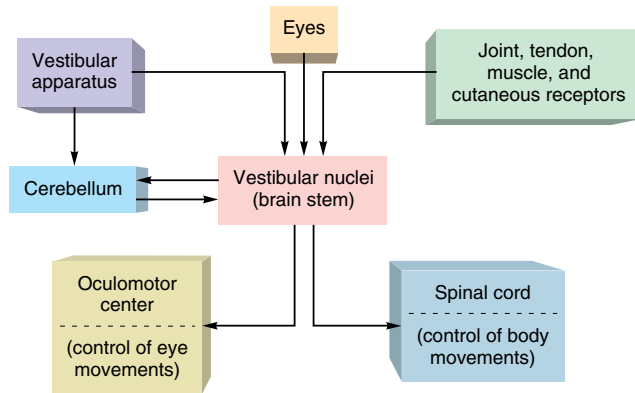 Eyes
Vestibular
apparatus
Joint, tendon,
muscle, and
cutaneous receptors
Cerebellum
Vestibular nuclei
(brain stem)
Oculomotor
center
(control of eye
movements)
Spinal cord
(control of body
movements)